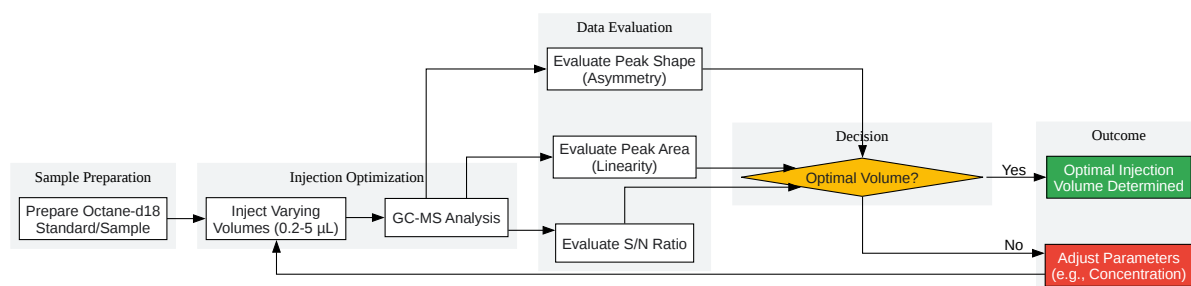 Data Evaluation
Evaluate Peak Shape
(Asymmetry)
Decision
Outcome
Evaluate Peak Area
(Linearity)
Sample Preparation
Injection Optimization
Optimal Volume?
Yes
Optimal Injection
Volume Determined
Prepare Octane-d18
Standard/Sample
Inject Varying
Volumes (0.2-5 µL)
GC-MS Analysis
Evaluate S/N Ratio
No
Adjust Parameters
(e.g., Concentration)